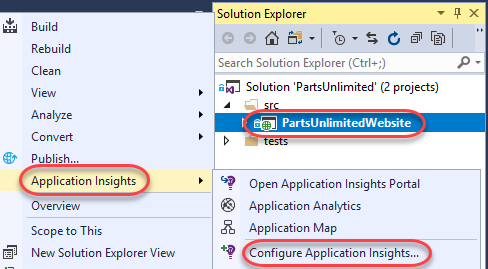 Build
Rebuild
Clean
View
Analyze
Convert
Publish...
Application Insights
Overview
Scope to This
New Solution Explorer View
Solution Explorer
Search Solution Explorer (Ctrl+;)
Solution 'PartsUnlimited' (2 projects)
src
PartsUnlimitedWebsite
tests
Open Application Insights Portal
Application Analytics
Application Map
Configure Application Insights...